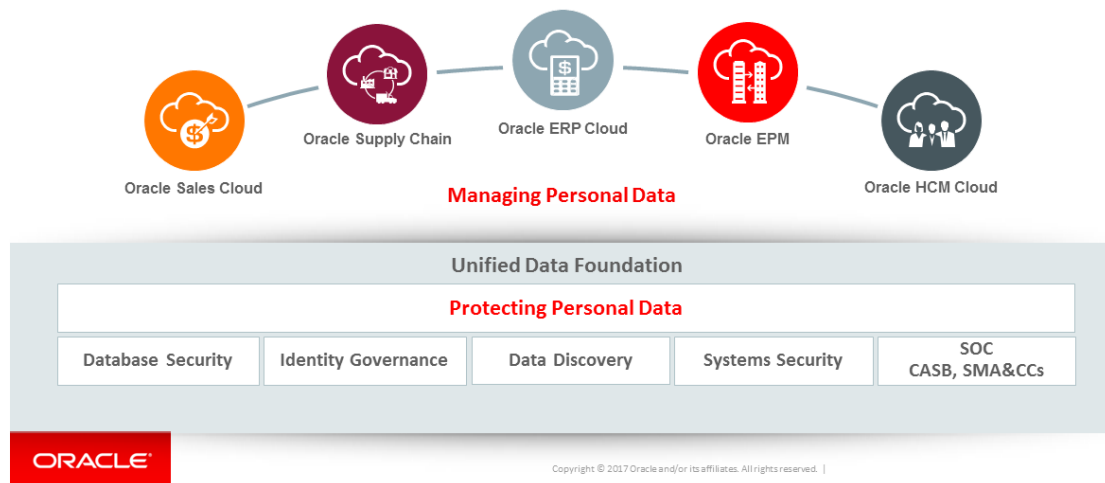 Oracle Sales Cloud
Oracle Supply Chain
Oracle ERP Cloud
Oracle EPM
Oracle HCM Cloud
Managing Personal Data
Unified Data Foundation
Protecting Personal Data
Database Security
Identity Governance
Data Discovery
Systems Security
SOC
CASB, SMA&CCs
ORACLE
Copyright © 2017 Oracle and/or its affiliates. All rights reserved. |